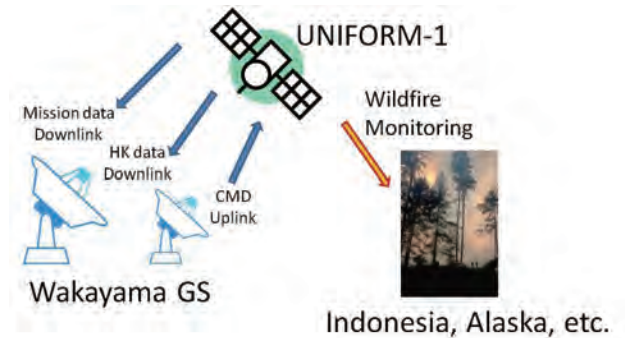 UNIFORM-1
Mission data
Downlink
HK data
Downlink
CMD
Uplink
Wildfire
Monitoring
Wakayama GS
Indonesia, Alaska, etc.